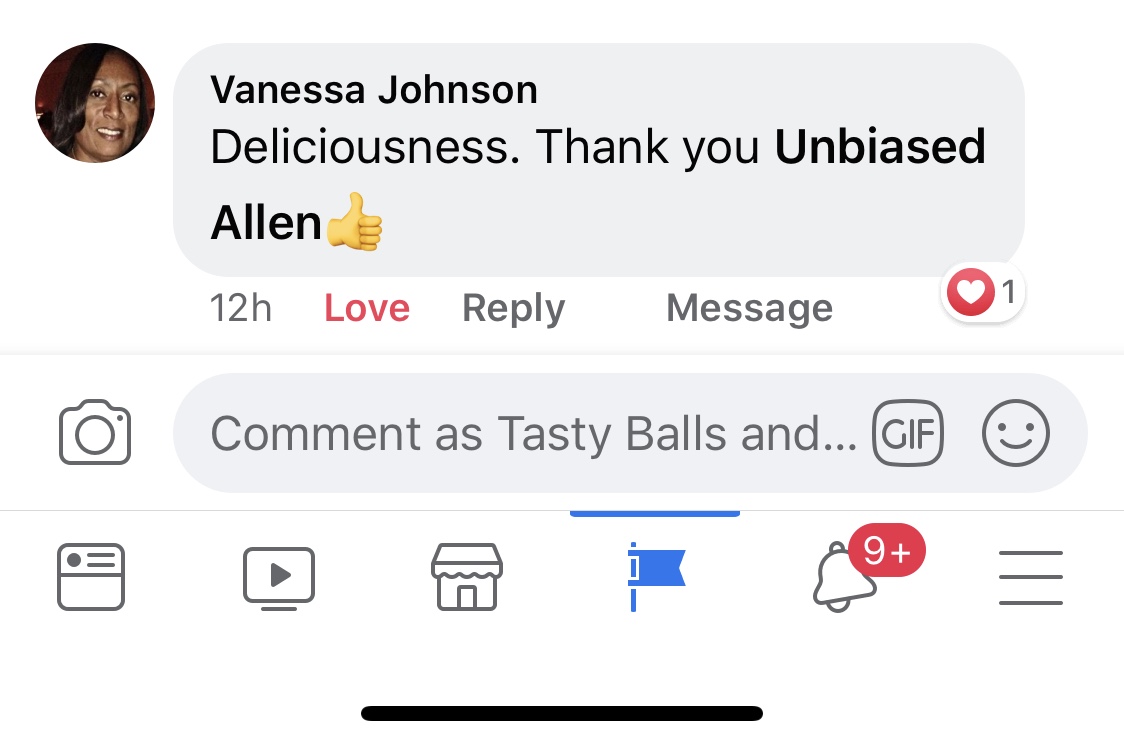 Vanessa Johnson
Deliciousness. Thank you Unbiased
Allen👍
12h Love Reply Message 1
Comment as Tasty Balls and... GIF
9+